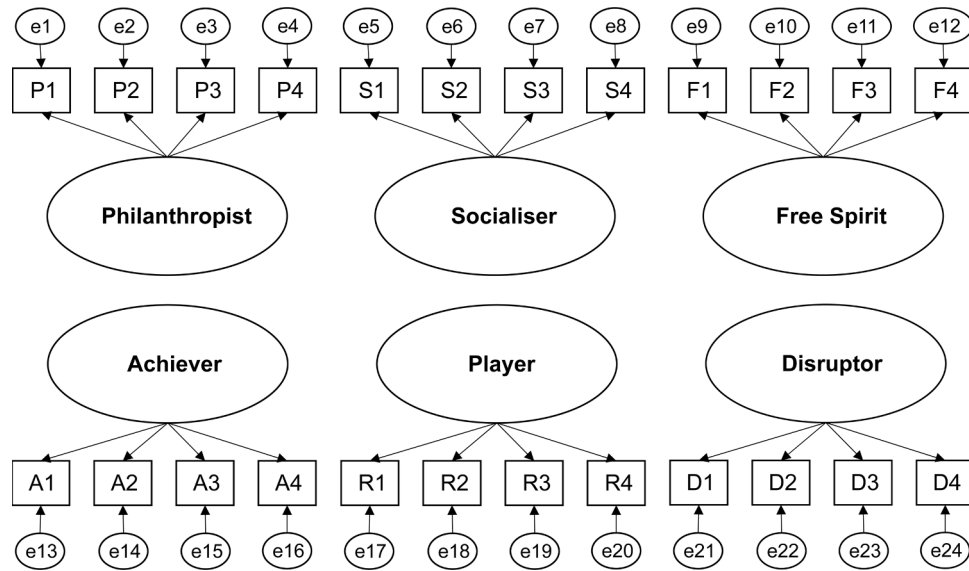 e1 e2 e3 e4 e5 e6 e7 e8 e9 e10 e11 e12
P1 P2 P3 P4 S1 S2 S3 S4 F1 F2 F3 F4
Philanthropist Socialiser Free Spirit
Achiever Player Disruptor
A1 A2 A3 A4 R1 R2 R3 R4 D1 D2 D3 D4
e13 e14 e15 e16 e17 e18 e19 e20 e21 e22 e23 e24